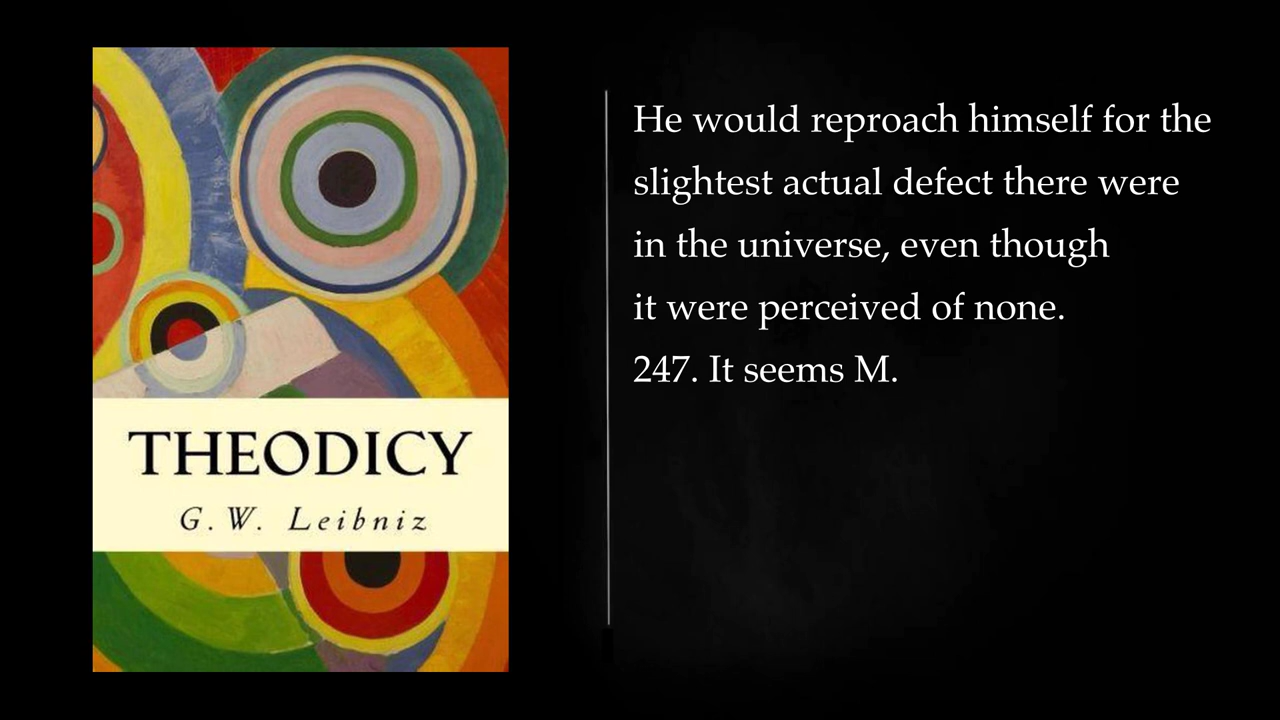 THEODICY
G. W. Leibniz
He would reproach himself for the
slightest actual defect there were
in the universe, even though
it were perceived of none.
247. It seems M.